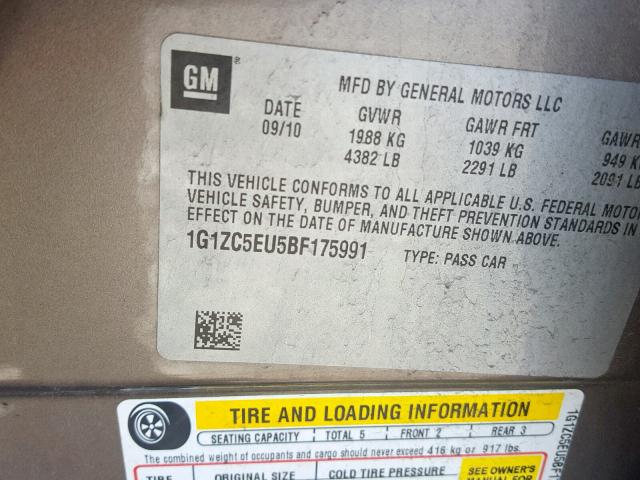 GM
MFD BY GENERAL MOTORS LLC
DATE GVWR GAWR FRT GAWR
09/10 1988 KG 1039 KG 949 K
4382 LB 2291 LB 2091 LB
THIS VEHICLE CONFORMS TO ALL APPLICABLE U.S. FEDERAL MOTOR
VEHICLE SAFETY, BUMPER, AND THEFT PREVENTION STANDARDS IN
EFFECT ON THE DATE OF MANUFACTURE SHOWN ABOVE.
1G1ZC5EU5BF175991 TYPE: PASS CAR
TIRE AND LOADING INFORMATION
SEATING CAPACITY TOTAL 5 FRONT 2 REAR 3
The combined weight of occupants and cargo should never exceed 416 kg or 917 lbs.
TIRE ORIGINAL SIZE COLD TIRE PRESSURE
SEE OWNER'S
MANUAL FOR
1G1ZC5EU5BF1